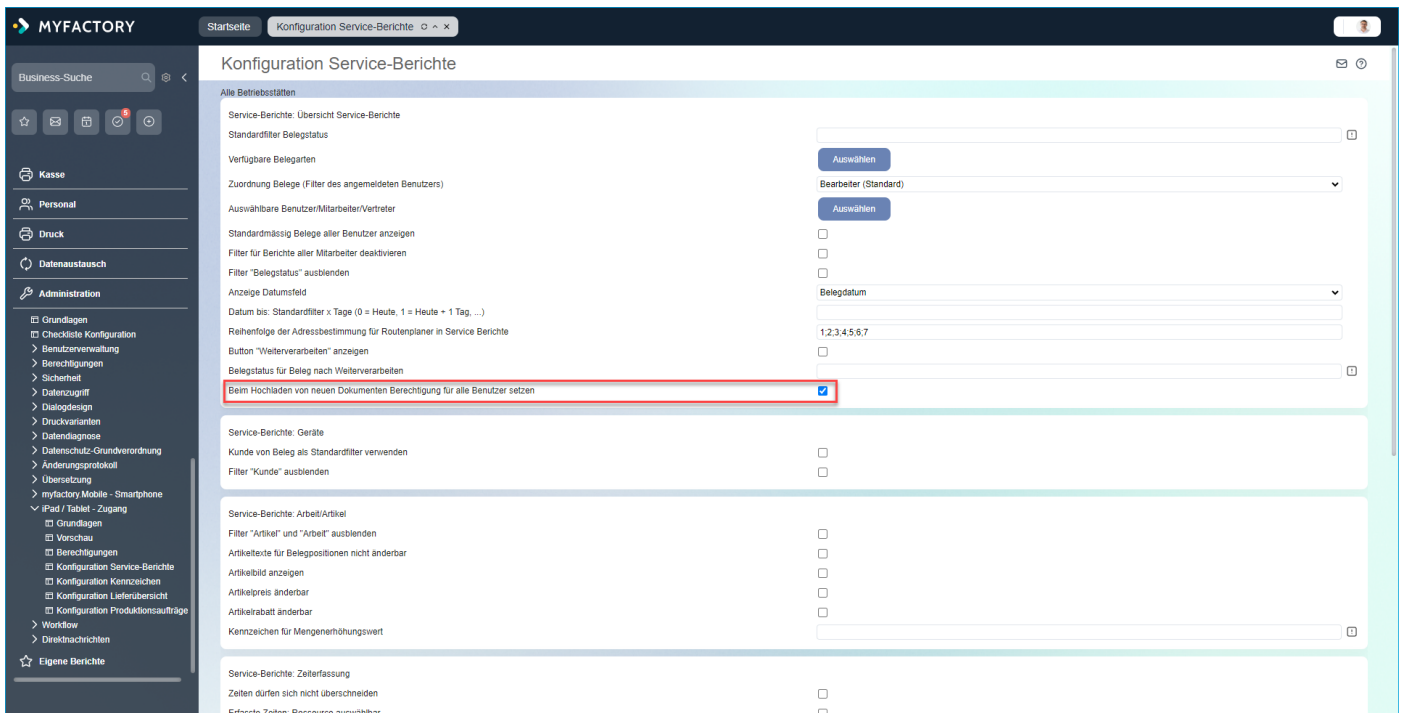 MYFACTORY
Startseite
Konfiguration Service-Berichte
Business-Suche
5
Kasse
Personal
Druck
Datenaustausch
Administration
Grundlagen
Checkliste Konfiguration
Benutzerverwaltung
Berechtigungen
Sicherheit
Datenzugriff
Dialogdesign
Druckvarianten
Datendiagnose
Datenschutz-Grundverordnung
Änderungsprotokoll
Übersetzung
myfactory.Mobile - Smartphone
iPad / Tablet - Zugang
Grundlagen
Vorschau
Berechtigungen
Konfiguration Service-Berichte
Konfiguration Kennzeichen
Konfiguration Lieferübersicht
Konfiguration Produktionsaufträge
Workflow
Direktnachrichten
Eigene Berichte
Konfiguration Service-Berichte
Alle Betriebsstätten
Service-Berichte: Übersicht Service-Berichte
Standardfilter Belegstatus
Verfügbare Belegarten Auswählen
Zuordnung Belege (Filter des angemeldeten Benutzers) Bearbeiter (Standard)
Auswählbare Benutzer/Mitarbeiter/Vertreter Auswählen
Standardmässig Belege aller Benutzer anzeigen
Filter für Berichte aller Mitarbeiter deaktivieren
Filter "Belegstatus" ausblenden
Anzeige Datumsfeld Belegdatum
Datum bis: Standardfilter x Tage (0 = Heute, 1 = Heute + 1 Tag, ...)
Reihenfolge der Adressbestimmung für Routenplaner in Service Berichte 1;2;3;4;5;6;7
Button "Weiterverarbeiten" anzeigen
Belegstatus für Beleg nach Weiterverarbeiten
Beim Hochladen von neuen Dokumenten Berechtigung für alle Benutzer setzen
Service-Berichte: Geräte
Kunde von Beleg als Standardfilter verwenden
Filter "Kunde" ausblenden
Service-Berichte: Arbeit/Artikel
Filter "Artikel" und "Arbeit" ausblenden
Artikeltexte für Belegpositionen nicht änderbar
Artikelbild anzeigen
Artikelpreis änderbar
Artikelrabatt änderbar
Kennzeichen für Mengenerhöhungswert
Service-Berichte: Zeiterfassung
Zeiten dürfen sich nicht überschneiden
Erfasste Zeiten: Ressource auswählbar